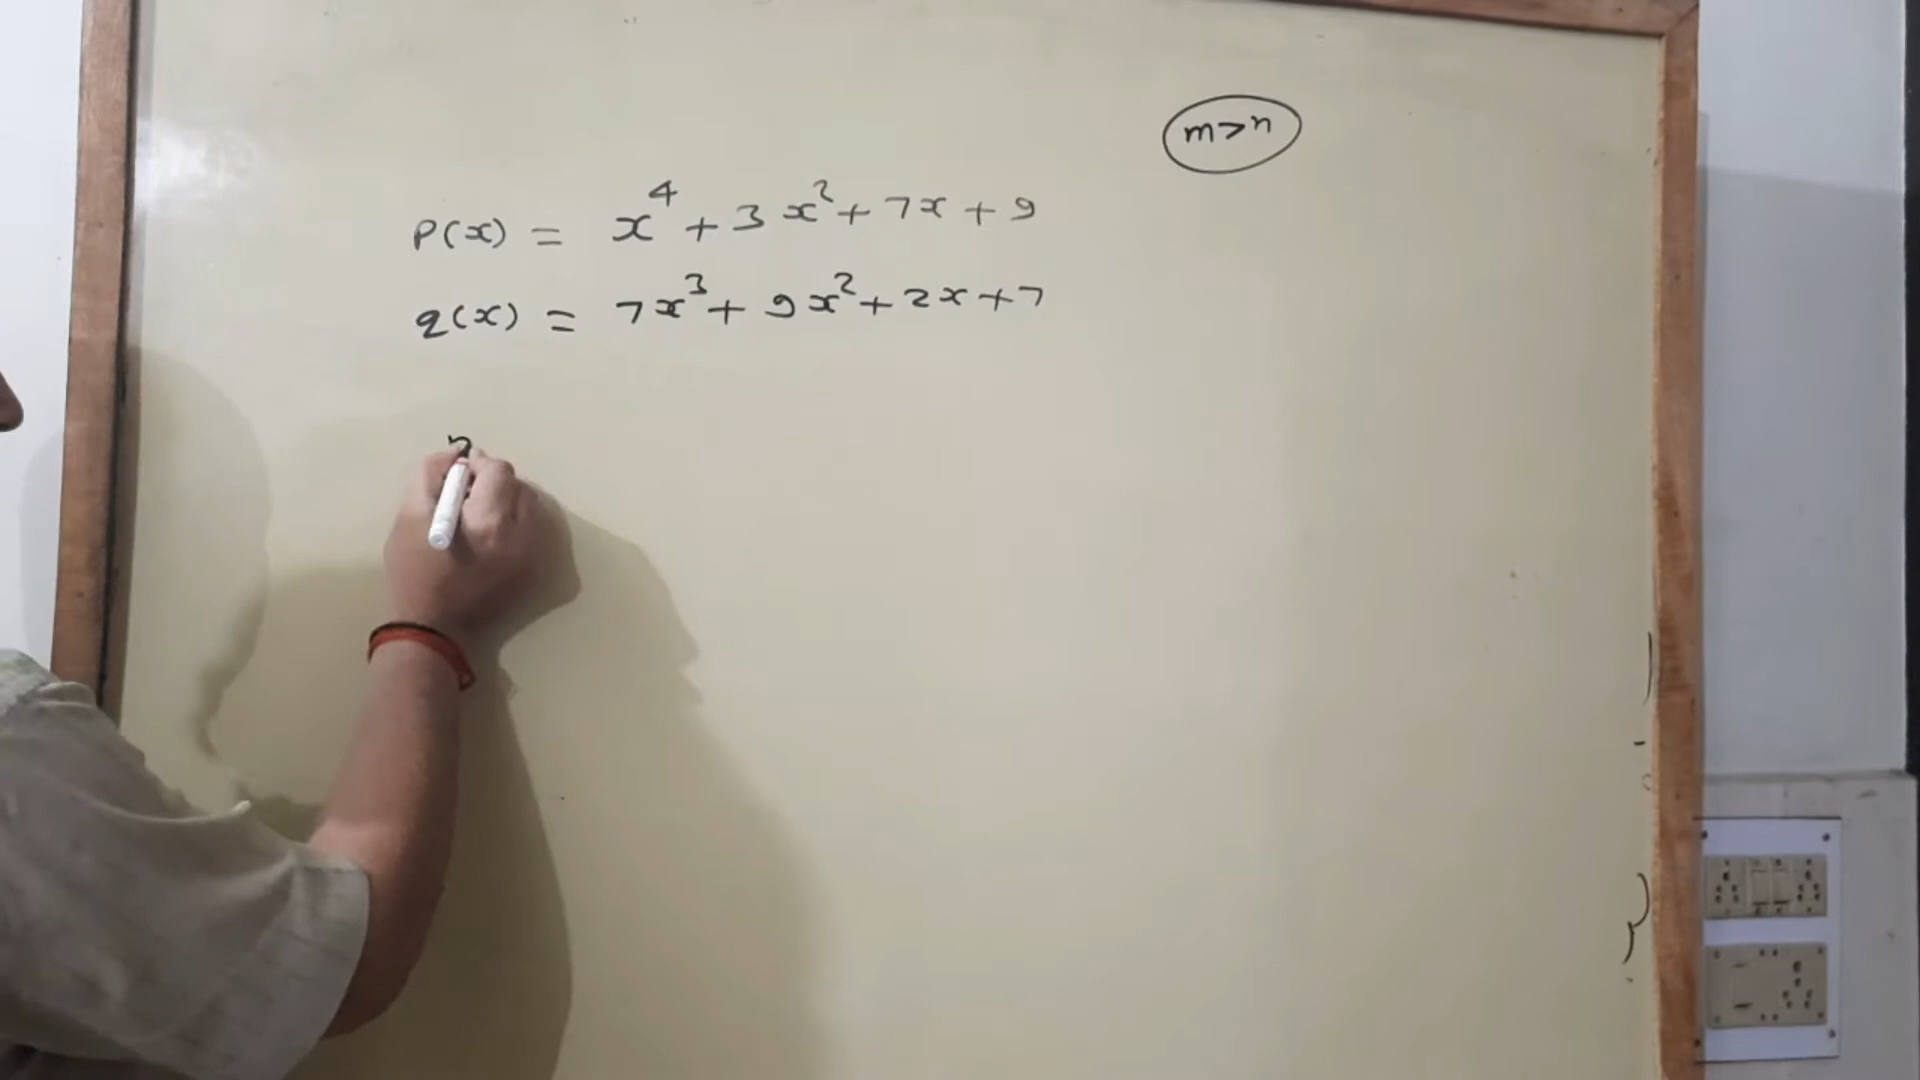 m>n
p(x) = x⁴ + 3x² + 7x + 9
q(x) = 7x³ + 9x² + 2x + 7